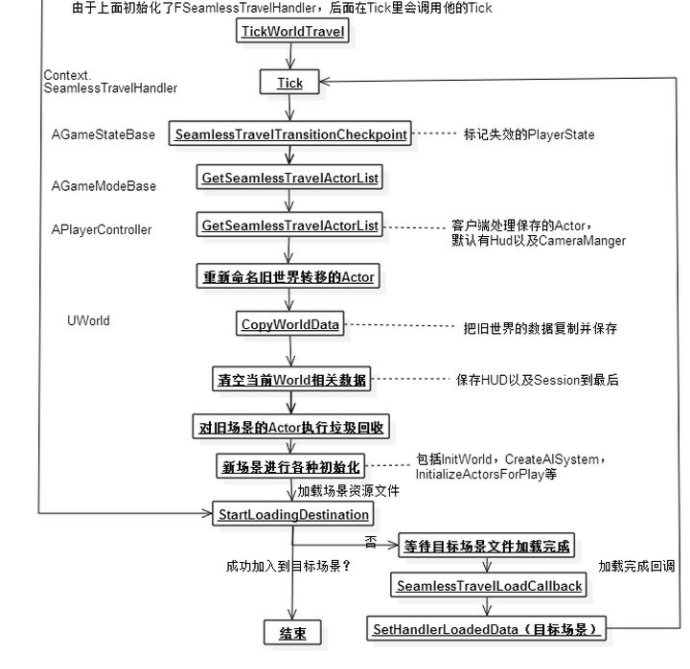 由于上面初始化了FSeamlessTravelHandler，后面在Tick里会调用他的Tick
TickWorldTravel
Context.
SeamlessTravelHandler
Tick
AGameStateBase
SeamlessTravelTransitionCheckpoint
标记失效的PlayerState
AGameModeBase
GetSeamlessTravelActorList
APlayerController
GetSeamlessTravelActorList
客户端处理保存的Actor，
默认有Hud以及CameraManger
重新命名旧世界转移的Actor
UWorld
CopyWorldData
把旧世界的数据复制并保存
清空当前World相关数据
保存HUD以及Session到最后
对旧场景的Actor执行垃圾回收
新场景进行各种初始化
包括InitWorld，CreateAISystem，
InitializeActorsForPlay等
加载场景资源文件
StartLoadingDestination
否
等待目标场景文件加载完成
成功加入到目标场景？
加载完成回调
SeamlessTravelLoadCallback
结束
SetHandlerLoadedData（目标场景）